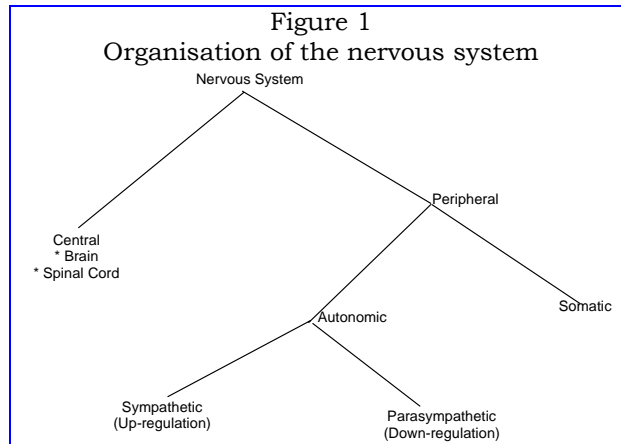 Figure 1
Organisation of the nervous system
Nervous System
Peripheral
Central
* Brain
* Spinal Cord
Somatic
Autonomic
Sympathetic
(Up-regulation)
Parasympathetic
(Down-regulation)